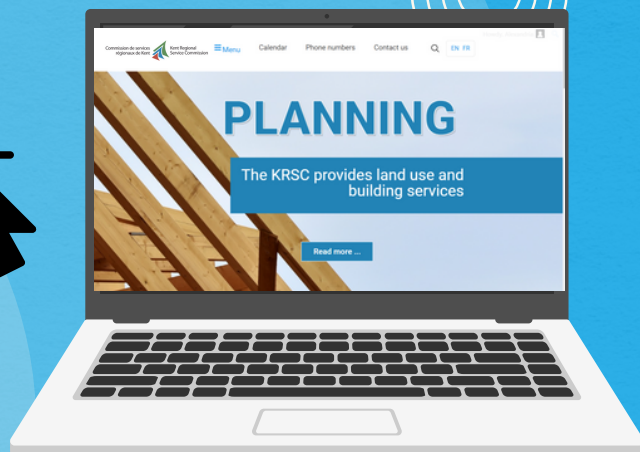 Commission de services
régionaux de Kent
Kent Regional
Service Commission
Menu
Calendar
Phone numbers
Contact us
EN FR
PLANNING
The KRSC provides land use and
building services
Read more ...